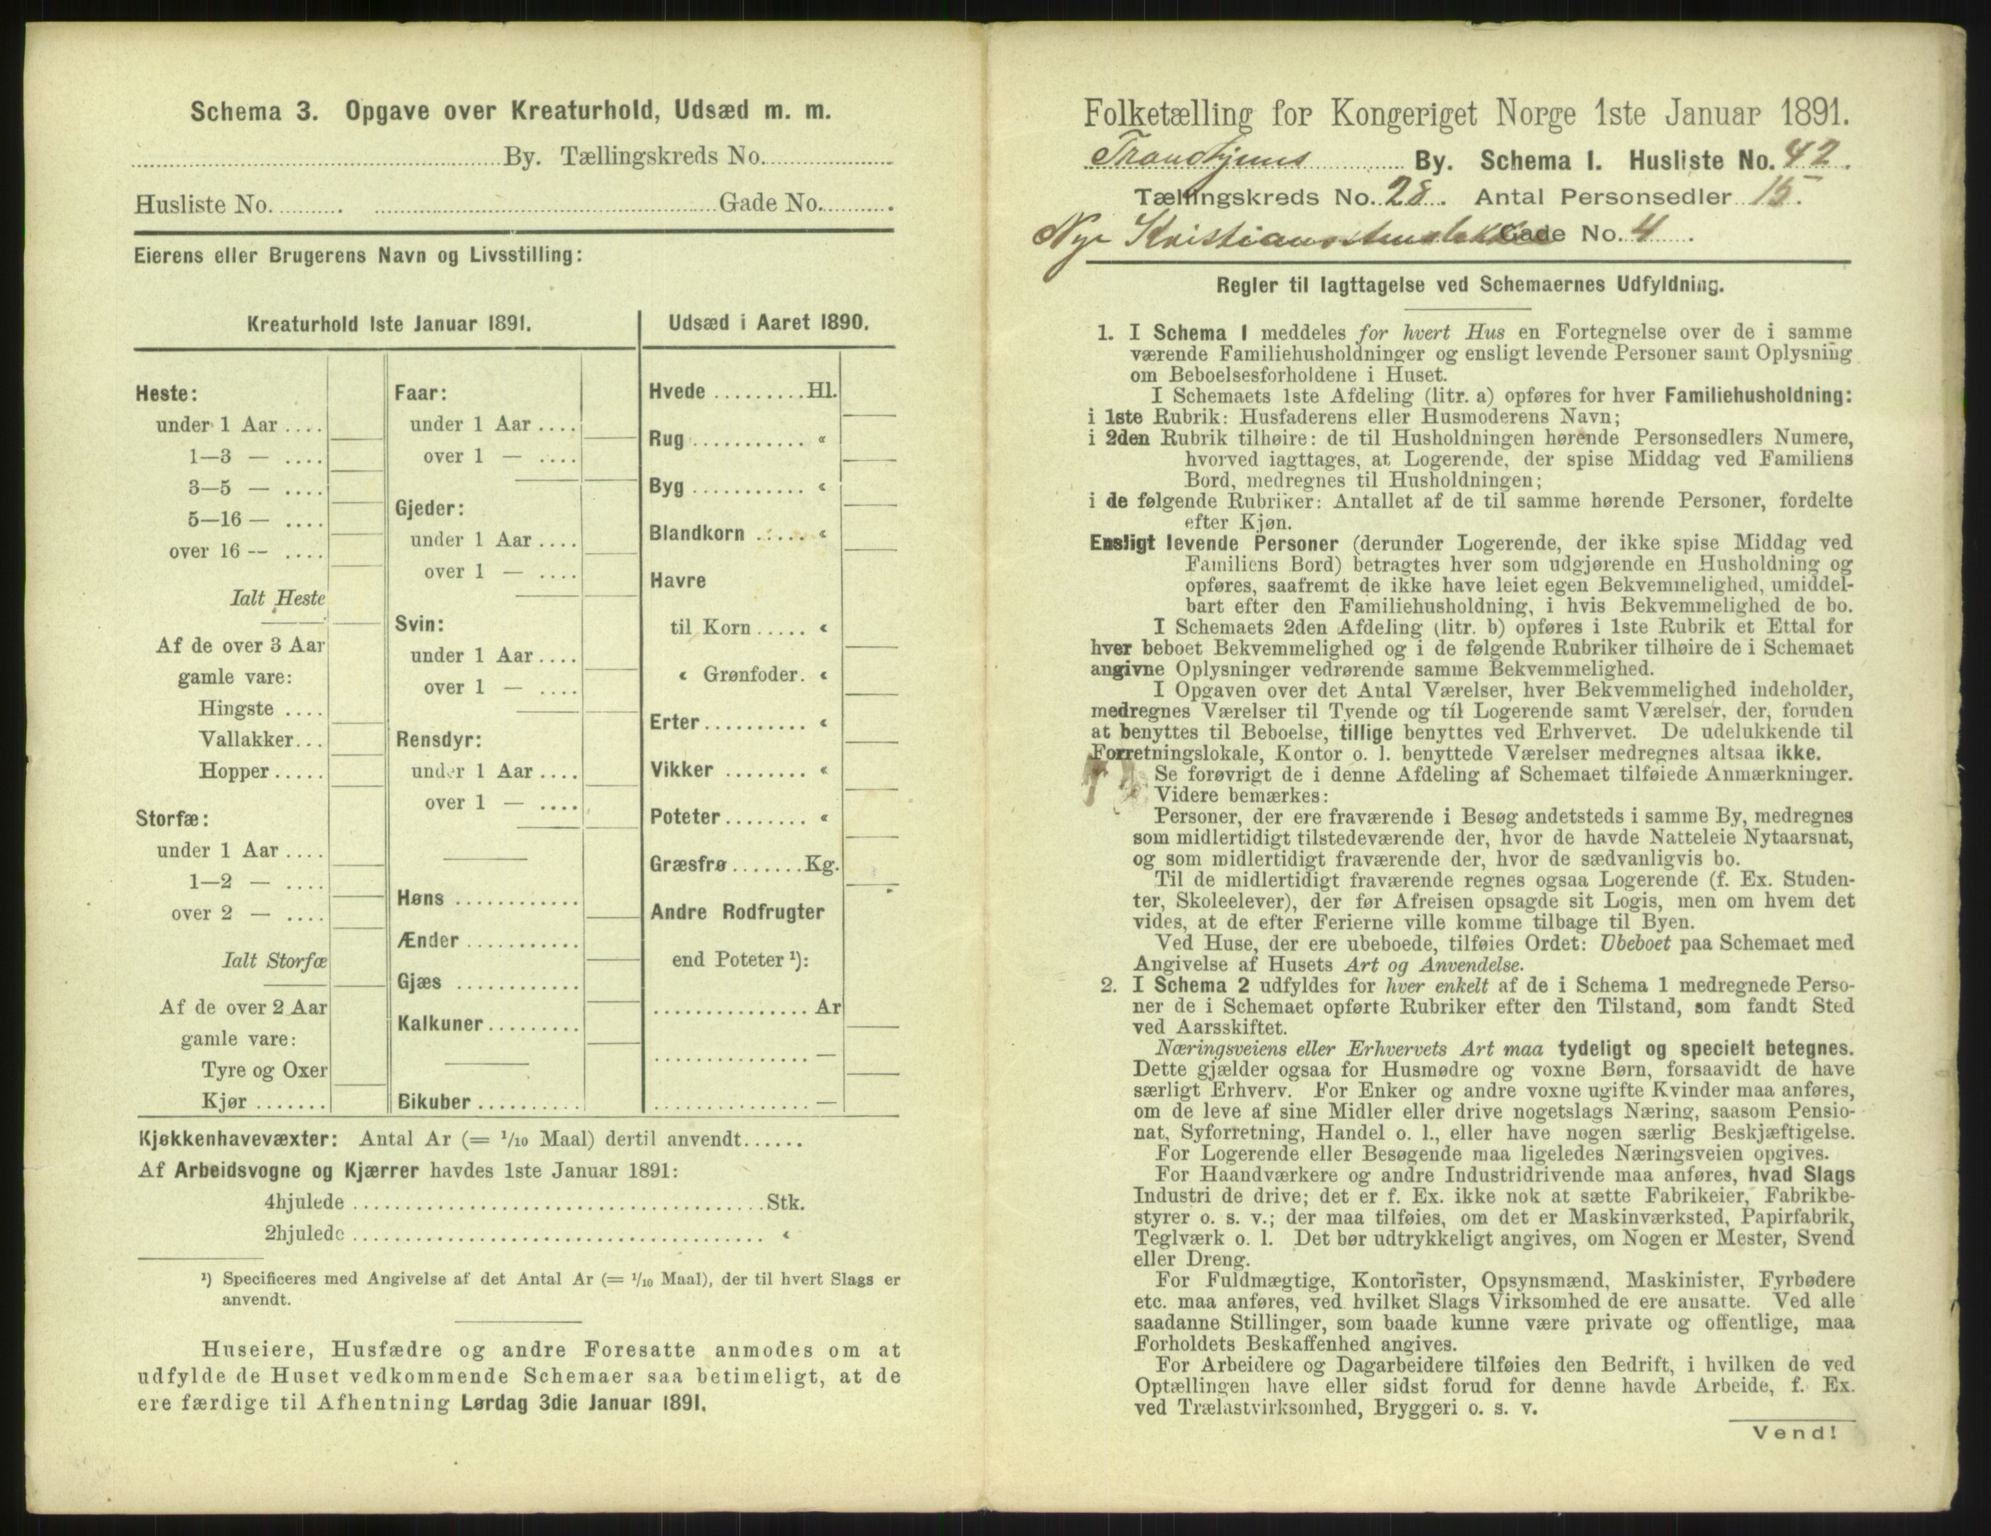 Schema 3. Opgave over Kreaturhold, Udsæd m. m.
By. Tællingskreds No.
Husliste No. Gade No.
Eierens eller Brugerens Navn og Livsstilling:
Kreaturhold 1ste Januar 1891.
Heste:
under 1 Aar
1—3 —
3—5 —
5—16 —
over 16 —
Ialt Heste
Af de over 3 Aar
gamle vare:
Hingste
Vallakker
Hopper
Storfæ:
under 1 Aar
1—2 —
over 2 —
Ialt Storfæ
Af de over 2 Aar
gamle vare:
Tyre og Oxer
Kjør
Faar:
under 1 Aar
over 1 —
Gjeder:
under 1 Aar
over 1 —
Svin:
under 1 Aar
over 1 —
Rensdyr:
under 1 Aar
over 1 —
Høns
Ænder
Gjæs
Kalkuner
Bikuber
Udsæd i Aaret 1890.
Hvede Hl.
Rug «
Byg «
Blandkorn «
Havre
til Korn «
« Grønfoder. «
Erter «
Vikker «
Poteter «
Græsfrø Kg.
Andre Rodfrugter
end Poteter ¹):
Ar
—
—
Kjøkkenhavevæxter: Antal Ar (= 1/10 Maal) dertil anvendt
Af Arbeidsvogne og Kjærrer havdes 1ste Januar 1891:
4hjulede Stk.
2hjulede «
¹) Specificeres med Angivelse af det Antal Ar (= 1/10 Maal), der til hvert Slags er
anvendt.
Huseiere, Husfædre og andre Foresatte anmodes om at
udfylde de Huset vedkommende Schemaer saa betimeligt, at de
ere færdige til Afhentning Lørdag 3die Januar 1891.
Folketælling for Kongeriget Norge 1ste Januar 1891.
Trondhjems By. Schema 1. Husliste No. 42.
Tællingskreds No. 28. Antal Personsedler 15.
Nye Kristianstensløkke Gade No. 4.
Regler til Iagttagelse ved Schemaernes Udfyldning.
1. I Schema 1 meddeles for hvert Hus en Fortegnelse over de i samme
værende Familiehusholdninger og ensligt levende Personer samt Oplysning
om Beboelsesforholdene i Huset.
I Schemaets 1ste Afdeling (litr. a) opføres for hver Familiehusholdning:
i 1ste Rubrik: Husfaderens eller Husmoderens Navn;
i 2den Rubrik tilhøire: de til Husholdningen hørende Personsedlers Numere,
hvorved iagttages, at Logerende, der spise Middag ved Familiens
Bord, medregnes til Husholdningen;
i de følgende Rubriker: Antallet af de til samme hørende Personer, fordelte
efter Kjøn.
Ensligt levende Personer (derunder Logerende, der ikke spise Middag ved
Familiens Bord) betragtes hver som udgjørende en Husholdning og
opføres, saafremt de ikke have leiet egen Bekvemmelighed, umiddel-
bart efter den Familiehusholdning, i hvis Bekvemmelighed de bo.
I Schemaets 2den Afdeling (litr. b) opføres i 1ste Rubrik et Ettal for
hver beboet Bekvemmelighed og i de følgende Rubriker tilhøire de i Schemaet
angivne Oplysninger vedrørende samme Bekvemmelighed.
I Opgaven over det Antal Værelser, hver Bekvemmelighed indeholder,
medregnes Værelser til Tyende og til Logerende samt Værelser, der, foruden
at benyttes til Beboelse, tillige benyttes ved Erhvervet. De udelukkende til
Forretningslokale, Kontor o. l. benyttede Værelser medregnes altsaa ikke.
Se forøvrigt de i denne Afdeling af Schemaet tilføiede Anmærkninger.
Videre bemærkes:
Personer, der ere fraværende i Besøg andetsteds i samme By, medregnes
som midlertidigt tilstedeværende der, hvor de havde Natteleie Nytaarsnat,
og som midlertidigt fraværende der, hvor de sædvanligvis bo.
Til de midlertidigt fraværende regnes ogsaa Logerende (f. Ex. Studen-
ter, Skoleelever), der før Afreisen opsagde sit Logis, men om hvem det
vides, at de efter Ferierne ville komme tilbage til Byen.
Ved Huse, der ere ubeboede, tilføies Ordet: Ubeboet paa Schemaet med
Angivelse af Husets Art og Anvendelse.
2. I Schema 2 udfyldes for hver enkelt af de i Schema 1 medregnede Perso-
ner de i Schemaet opførte Rubriker efter den Tilstand, som fandt Sted
ved Aarsskiftet.
Næringsveiens eller Erhvervets Art maa tydeligt og specielt betegnes.
Dette gjælder ogsaa for Husmødre og voxne Børn, forsaavidt de have
særligt Erhverv. For Enker og andre voxne ugifte Kvinder maa anføres,
om de leve af sine Midler eller drive nogetslags Næring, saasom Pensio-
nat, Syforretning, Handel o. l., eller have nogen særlig Beskjæftigelse.
For Logerende eller Besøgende maa ligeledes Næringsveien opgives.
For Haandværkere og andre Industridrivende maa anføres, hvad Slags
Industri de drive; det er f. Ex. ikke nok at sætte Fabrikeier, Fabrikbe-
styrer o. s. v.; der maa tilføies, om det er Maskinværksted, Papirfabrik,
Teglværk o. l. Det bør udtrykkeligt angives, om Nogen er Mester, Svend
eller Dreng.
For Fuldmægtige, Kontorister, Opsynsmænd, Maskinister, Fyrbødere
etc. maa anføres, ved hvilket Slags Virksomhed de ere ansatte. Ved alle
saadanne Stillinger, som baade kunne være private og offentlige, maa
Forholdets Beskaffenhed angives.
For Arbeidere og Dagarbeidere tilføies den Bedrift, i hvilken de ved
Optællingen have eller sidst forud for denne havde Arbeide, f. Ex.
ved Trælastvirksomhed, Bryggeri o. s. v.
Vend!